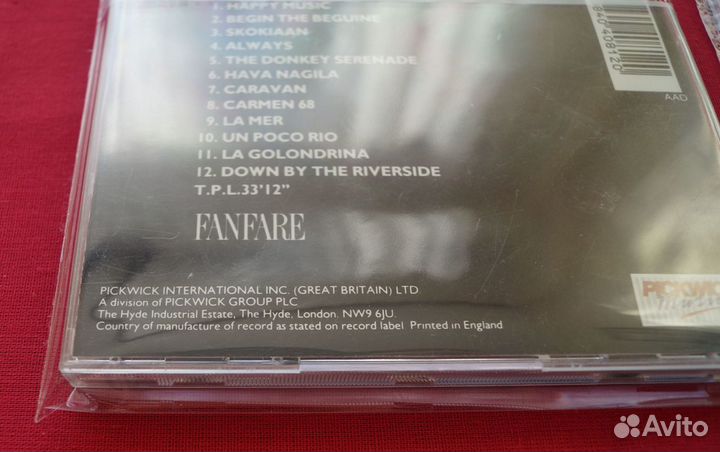 1. HAPPY MUSIC
2. BEGIN THE BEGUINE
3. SKOKIAAN
4. ALWAYS
5. THE DONKEY SERENADE
6. HAVA NAGILA
7. CARAVAN
8. CARMEN 68
9. LA MER
10. UN POCO RIO
11. LA GOLONDRINA
12. DOWN BY THE RIVERSIDE
T.P.L.33'12"
FANFARE
PICKWICK INTERNATIONAL INC. (GREAT BRITAIN) LTD
A division of PICKWICK GROUP PLC
The Hyde Industrial Estate, The Hyde, London. NW9 6JU.
Country of manufacture of record as stated on record label Printed in England
840 408120
AAD
PICKWIC
Avito